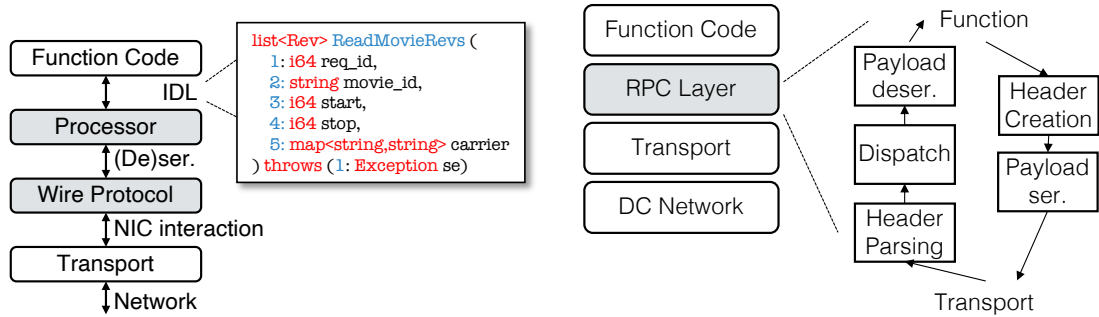 Function Code
IDL
Processor
(De)ser.
Wire Protocol
NIC interaction
Transport
Network
list<Rev> ReadMovieRevs (
1: i64 req_id,
2: string movie_id,
3: i64 start,
4: i64 stop,
5: map<string,string> carrier
) throws (1: Exception se)
Function Code
RPC Layer
Transport
DC Network
Function
Payload
deser.
Dispatch
Header
Parsing
Header
Creation
Payload
ser.
Transport